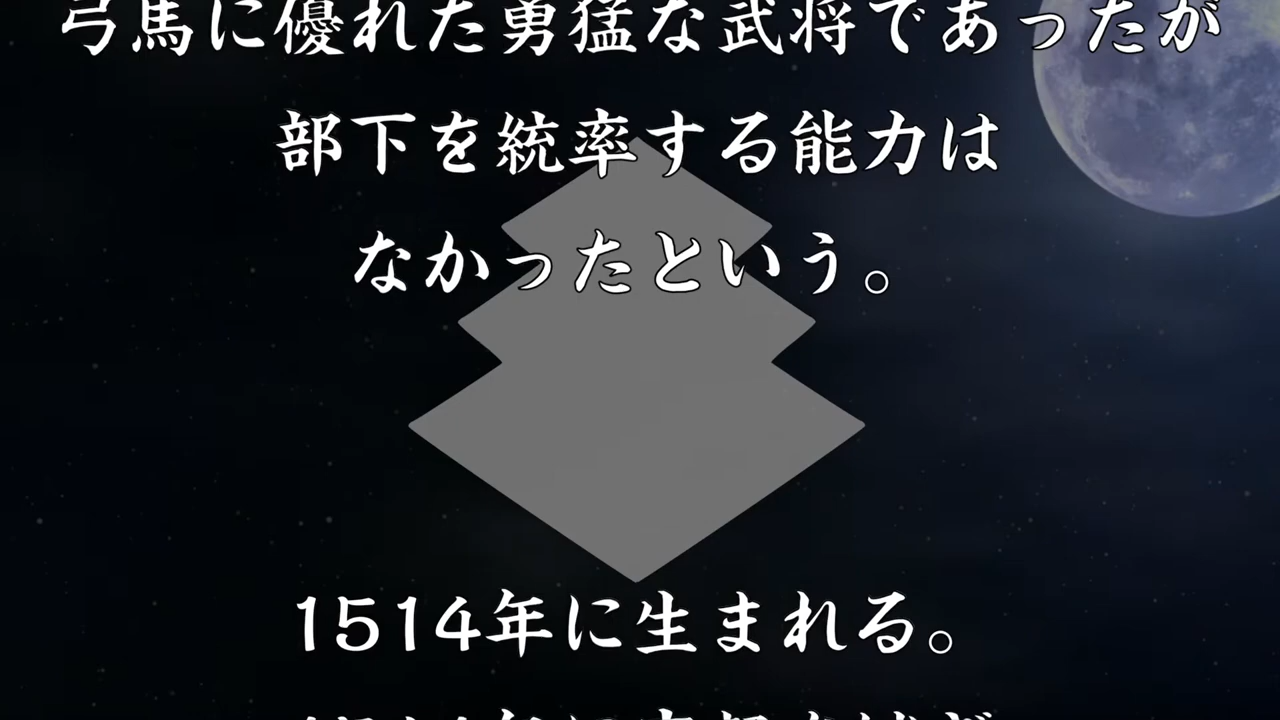 弓馬に優れた勇猛な武将であったが
部下を統率する能力は
なかったという。
1514年に生まれる。